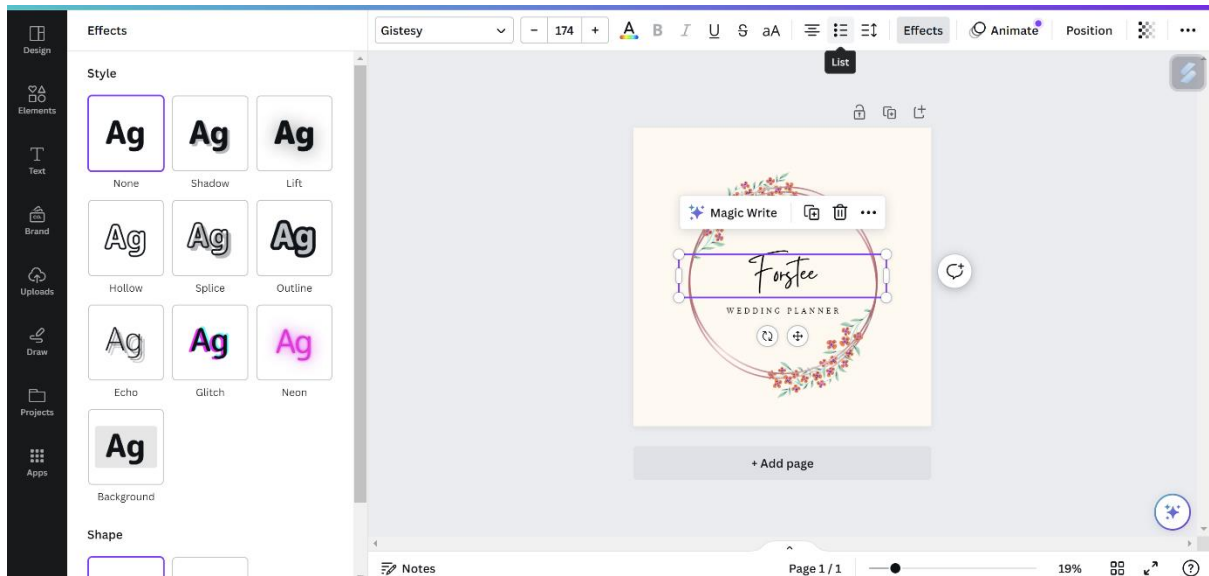 Design
Effects
Gistesy
- 174 + A B I U S aA
Effects
Animate
Position
...
List
Style
Elements
Ag Ag Ag
None Shadow Lift
Text
Ag Ag Ag
Hollow Splice Outline
Brand
Uploads
Ag Ag Ag
Echo Glitch Neon
Draw
Projects
Ag
Background
Apps
Shape
Magic Write
...
Forstee
WEDDING PLANNER
+ Add page
Notes
Page 1 / 1
19%
?